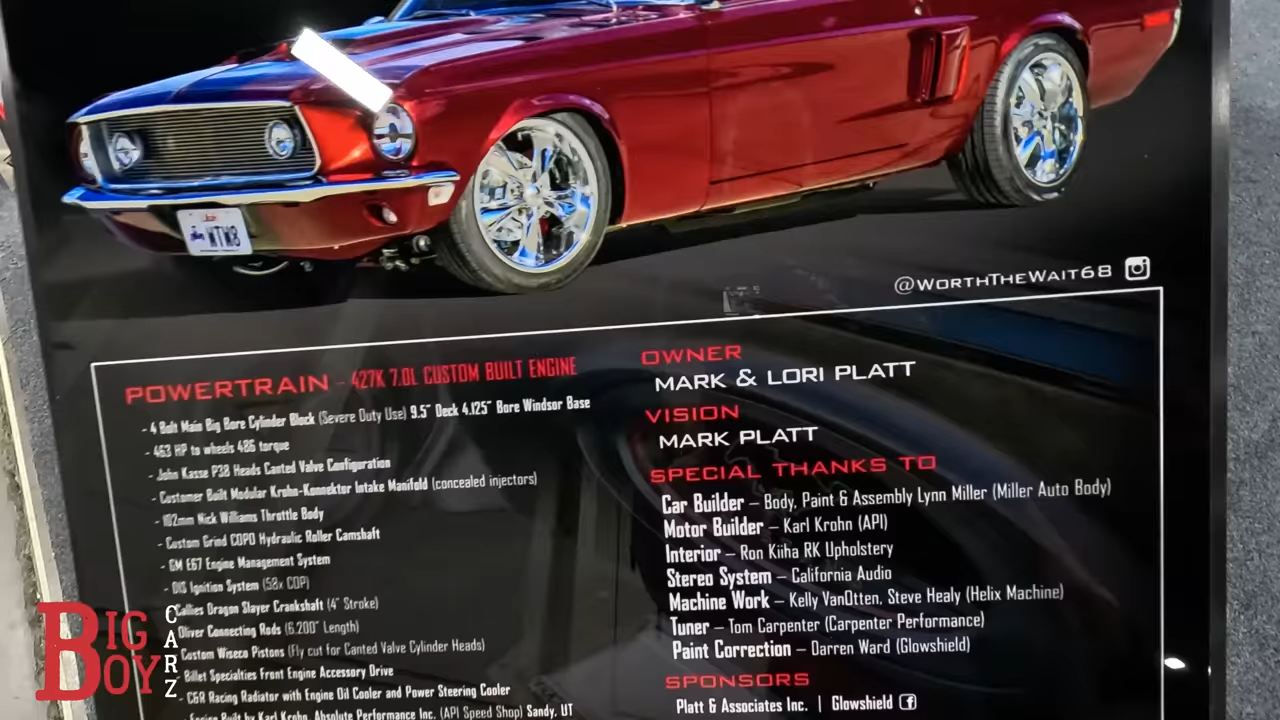 WTW8
@WORTHTHEWAIT68
POWERTRAIN – 427K 7.0L CUSTOM BUILT ENGINE
- 4 Bolt Main Big Bore Cylinder Block (Severe Duty Use) 9.5" Deck 4.125" Bore Windsor Base
- 463 HP to wheels 486 torque
- John Kasse P38 Heads Canted Valve Configuration
- Customer Built Modular Krohn-Konnektor Intake Manifold (concealed injectors)
- 102mm Nick Williams Throttle Body
- Custom Grind COPO Hydraulic Roller Camshaft
- GM E67 Engine Management System
- DIS Ignition System (58x COP)
Callies Dragon Slayer Crankshaft (4" Stroke)
Oliver Connecting Rods (6.200" Length)
Custom Wiseco Pistons (Fly cut for Canted Valve Cylinder Heads)
- Billet Specialties Front Engine Accessory Drive
- C&R Racing Radiator with Engine Oil Cooler and Power Steering Cooler
- Engine Built by Karl Krohn, Absolute Performance Inc. (API Speed Shop) Sandy, UT
OWNER
MARK & LORI PLATT
VISION
MARK PLATT
SPECIAL THANKS TO
Car Builder – Body, Paint & Assembly Lynn Miller (Miller Auto Body)
Motor Builder – Karl Krohn (API)
Interior – Ron Kiiha RK Upholstery
Stereo System – California Audio
Machine Work – Kelly VanOtten, Steve Healy (Helix Machine)
Tuner – Tom Carpenter (Carpenter Performance)
Paint Correction – Darren Ward (Glowshield)
SPONSORS
Platt & Associates Inc. | Glowshield
BIG BOY CARZ